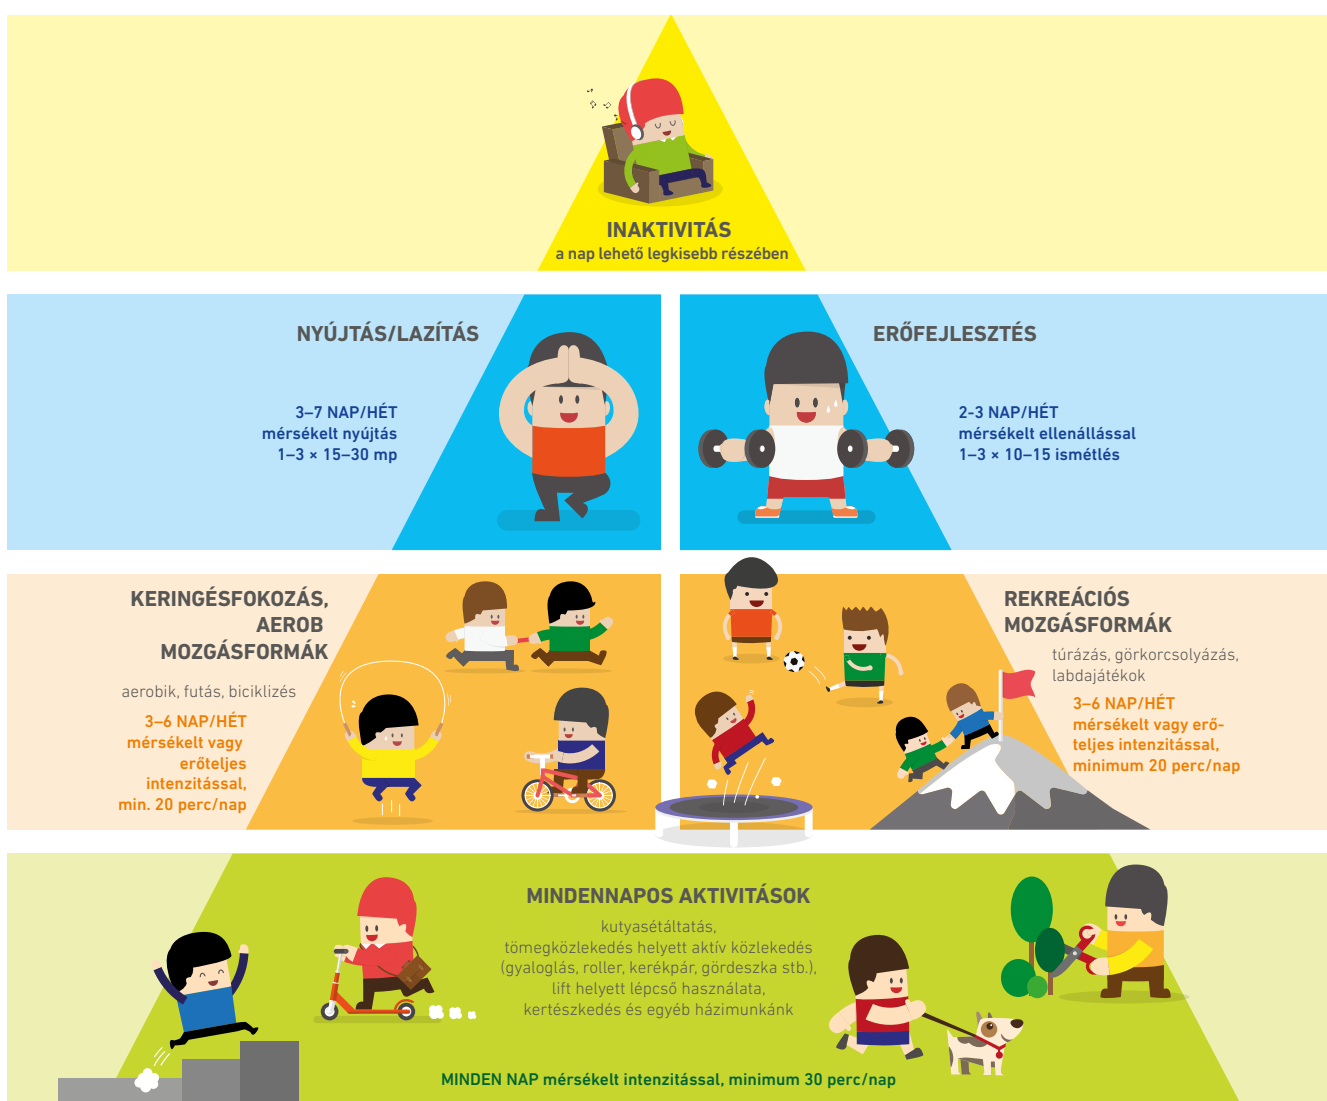 INAKTIVITÁS
a nap lehető legkisebb részében
NYÚJTÁS/LAZÍTÁS
3–7 NAP/HÉT
mérsékelt nyújtás
1–3 × 15–30 mp
ERŐFEJLESZTÉS
2-3 NAP/HÉT
mérsékelt ellenállással
1–3 × 10–15 ismétlés
KERINGÉSFOKOZÁS,
AEROB
MOZGÁSFORMÁK
aerobik, futás, biciklizés
3–6 NAP/HÉT
mérsékelt vagy
erőteljes
intenzitással,
min. 20 perc/nap
REKREÁCIÓS
MOZGÁSFORMÁK
túrázás, görkorcsolyázás,
labdajátékok
3–6 NAP/HÉT
mérsékelt vagy erő-
teljes intenzitással,
minimum 20 perc/nap
MINDENNAPOS AKTIVITÁSOK
kutyasétáltatás,
tömegközlekedés helyett aktív közlekedés
(gyaloglás, roller, kerékpár, gördeszka stb.),
lift helyett lépcső használata,
kertészkedés és egyéb házimunkánk
MINDEN NAP mérsékelt intenzitással, minimum 30 perc/nap